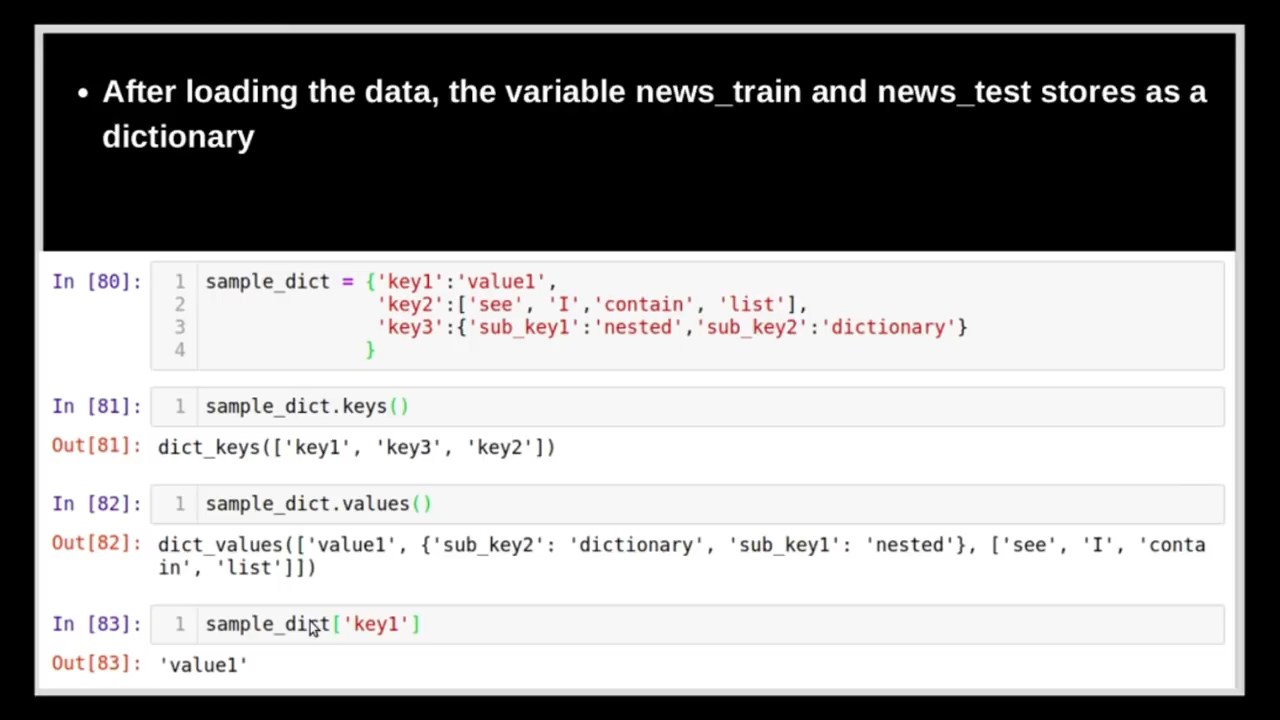 • After loading the data, the variable news_train and news_test stores as a
dictionary
In [80]: 1 sample_dict = {'key1':'value1',
2 'key2':['see', 'I','contain', 'list'],
3 'key3':{'sub_key1':'nested','sub_key2':'dictionary'}
4 }
In [81]: 1 sample_dict.keys()
Out[81]: dict_keys(['key1', 'key3', 'key2'])
In [82]: 1 sample_dict.values()
Out[82]: dict_values(['value1', {'sub_key2': 'dictionary', 'sub_key1': 'nested'}, ['see', 'I', 'conta
in', 'list']])
In [83]: 1 sample_dict['key1']
Out[83]: 'value1'